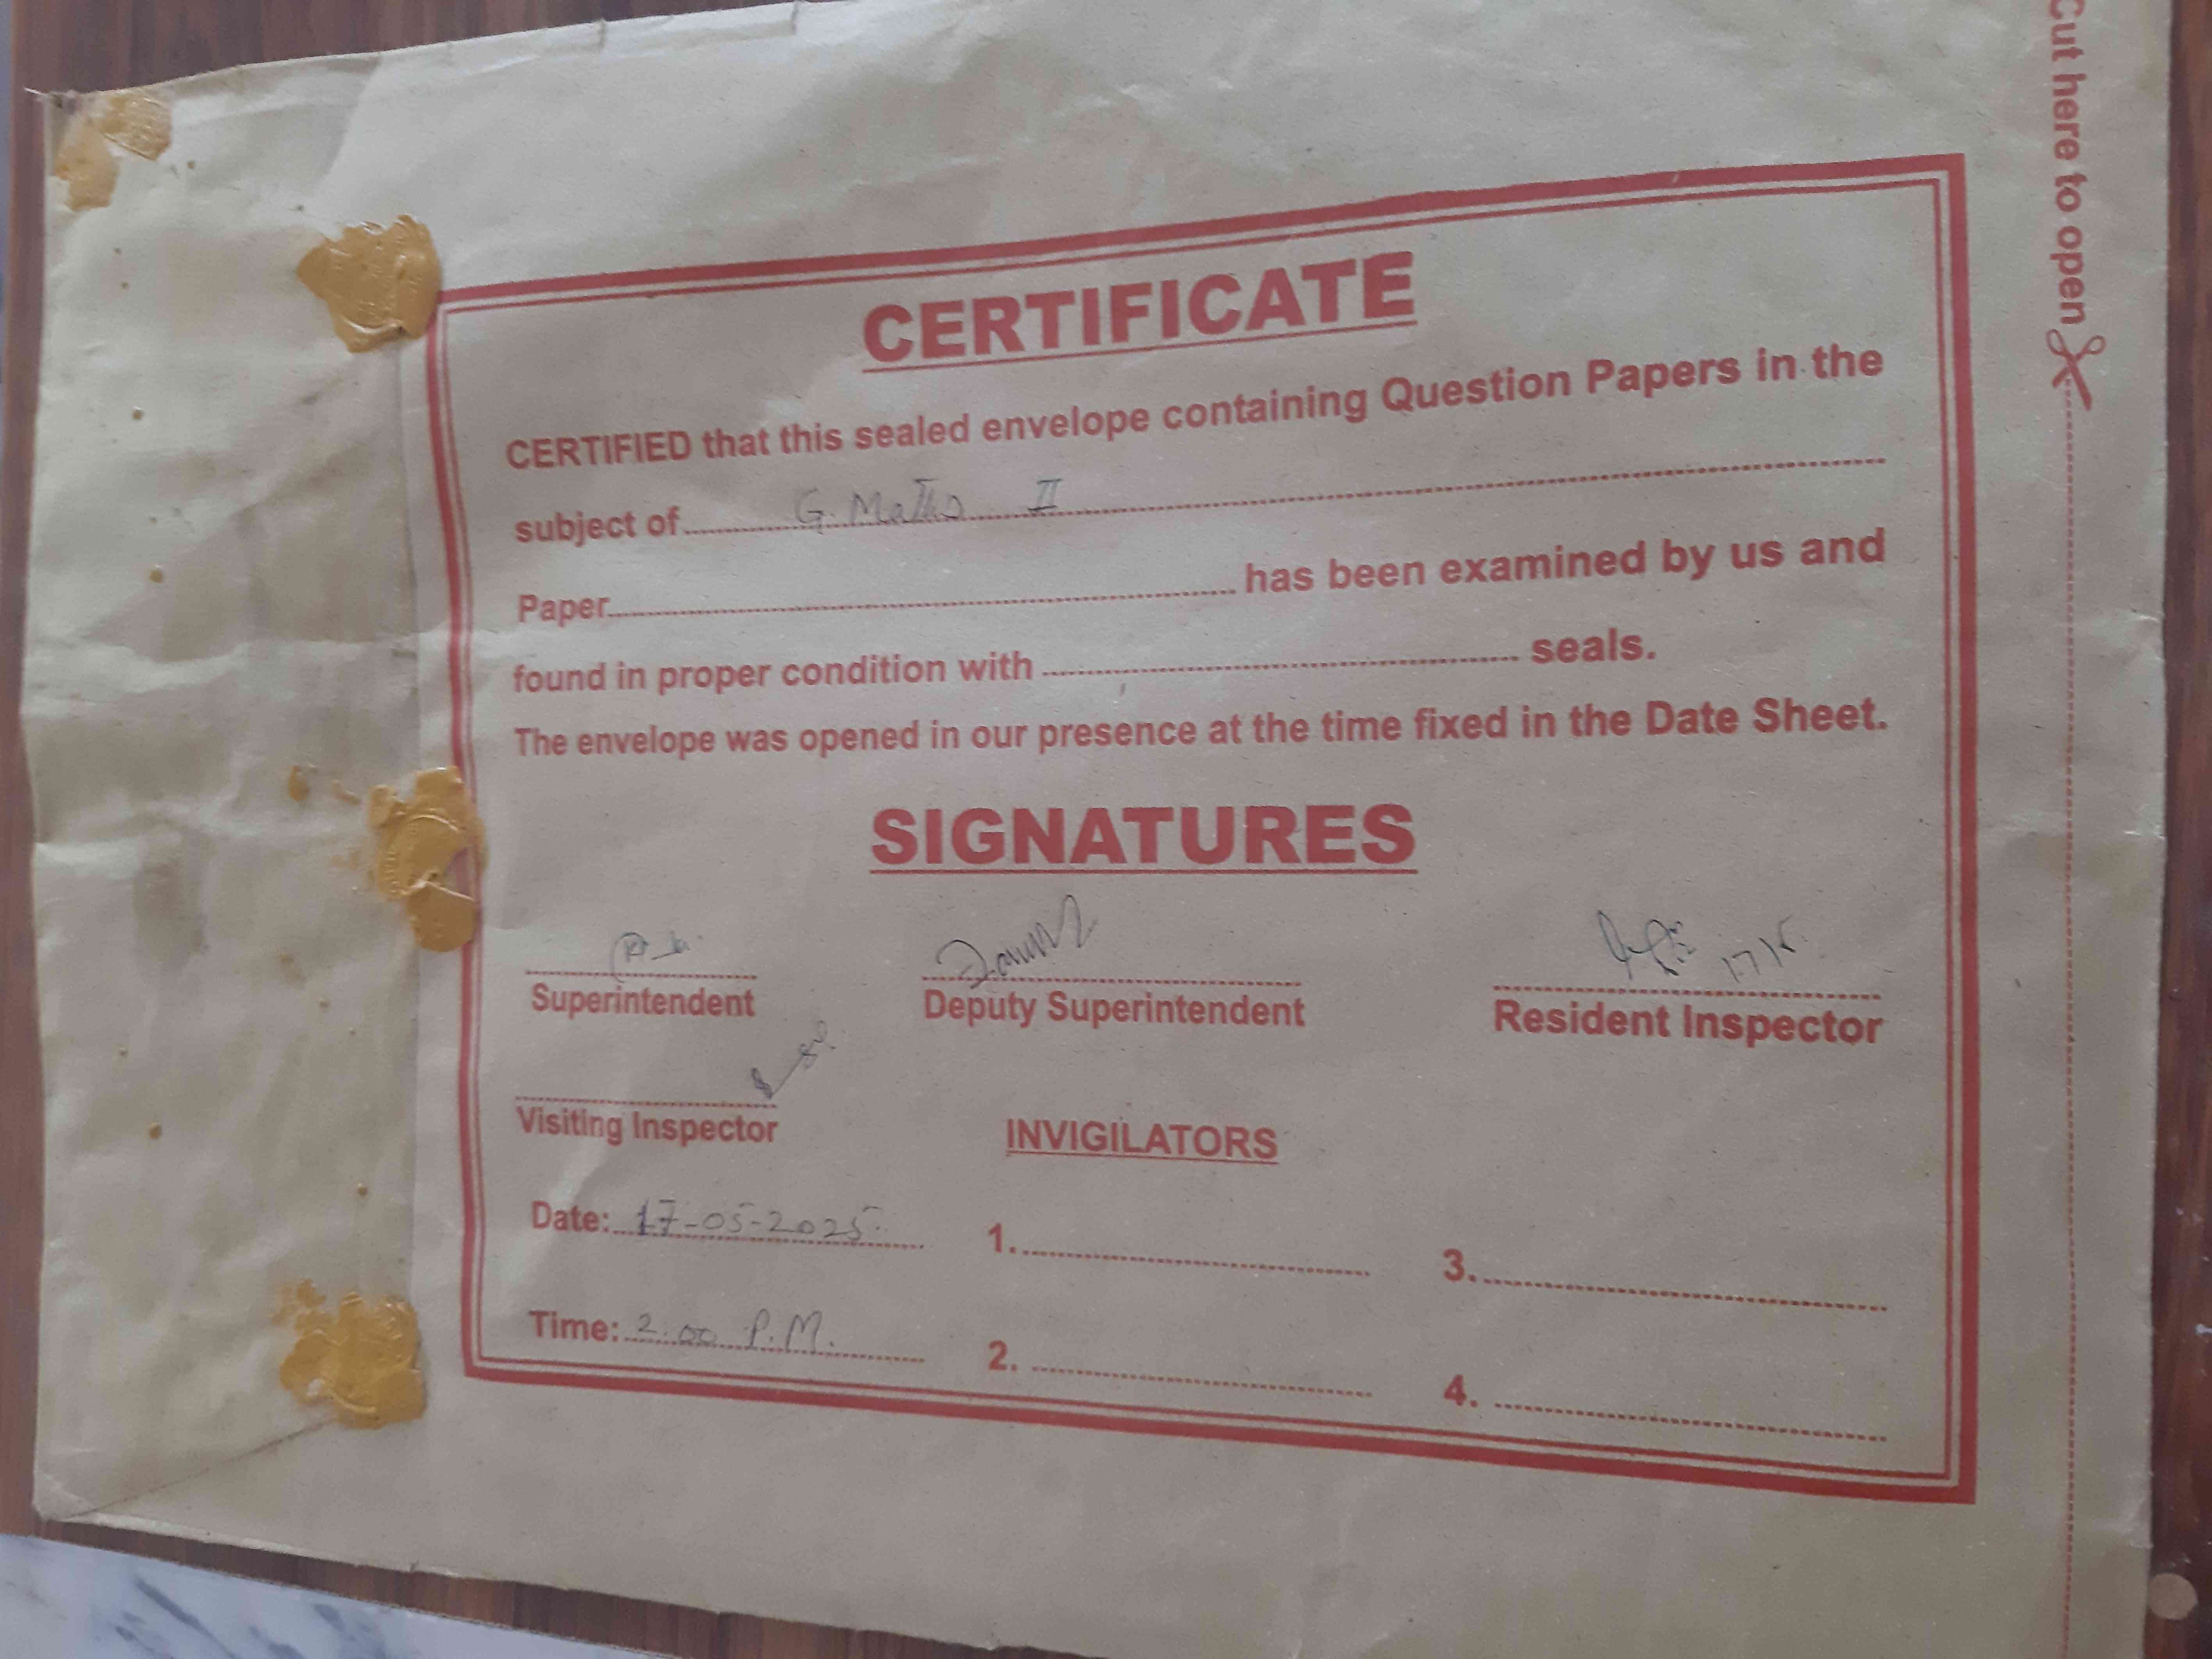 Cut here to open
CERTIFICATE
CERTIFIED that this sealed envelope containing Question Papers in the
subject of G. Maths II
Paper has been examined by us and
found in proper condition with seals.
The envelope was opened in our presence at the time fixed in the Date Sheet.
SIGNATURES
17/5
Superintendent Deputy Superintendent Resident Inspector
Visiting Inspector
INVIGILATORS
Date: 17-05-2025 1. 3.
Time: 2.00 P.M. 2. 4.